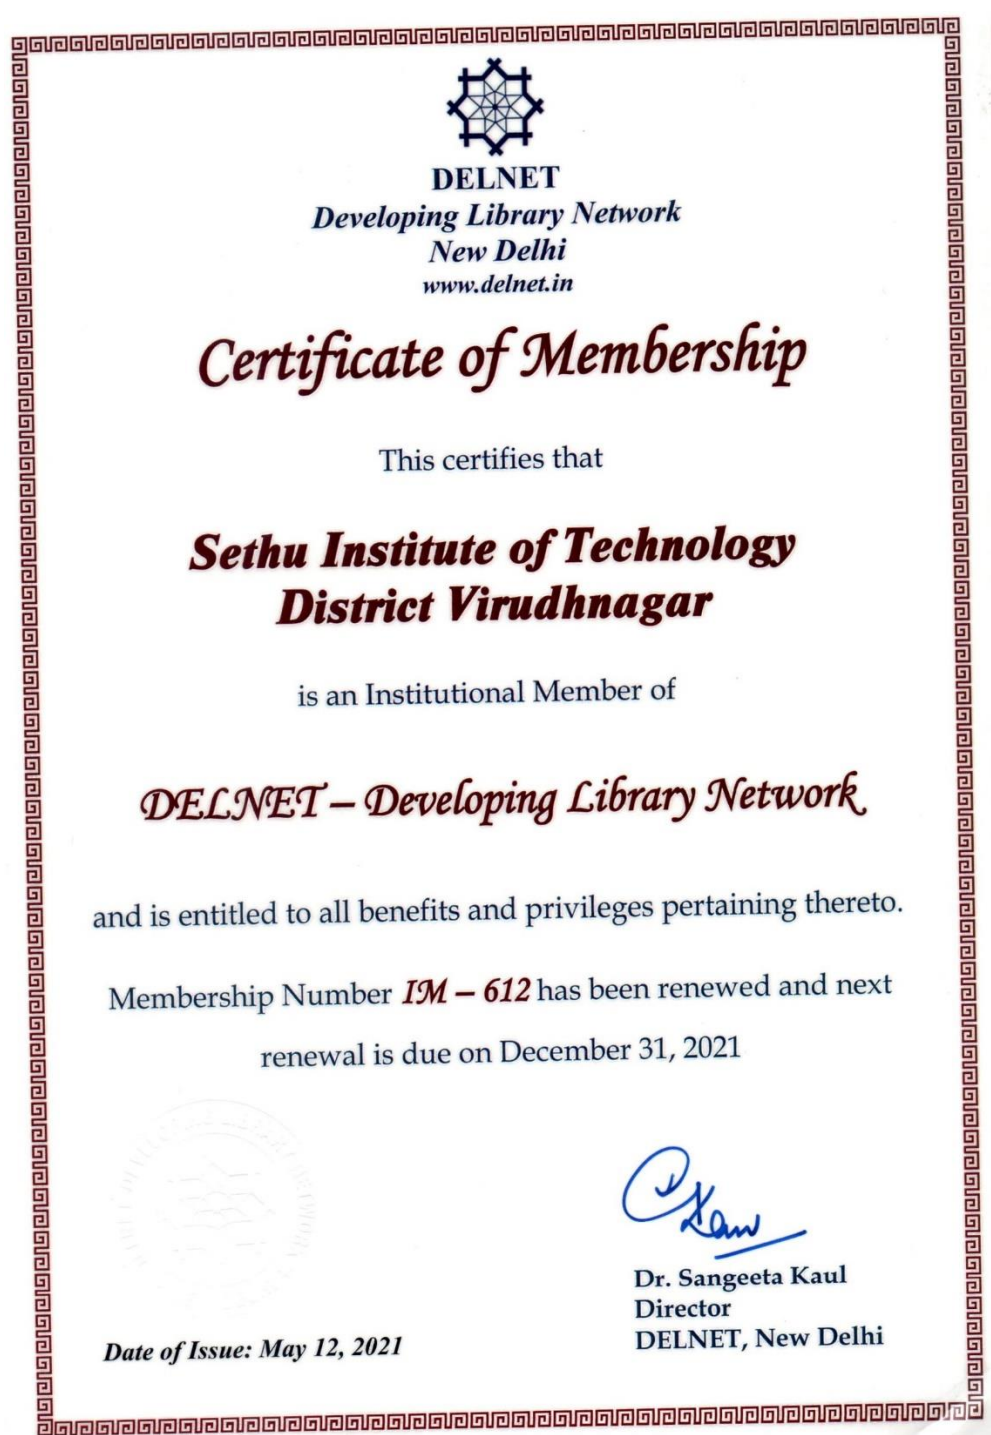 DELNET
Developing Library Network
New Delhi
www.delnet.in
Certificate of Membership
This certifies that
Sethu Institute of Technology
District Virudhnagar
is an Institutional Member of
DELNET – Developing Library Network
and is entitled to all benefits and privileges pertaining thereto.
Membership Number IM – 612 has been renewed and next
renewal is due on December 31, 2021
Dr. Sangeeta Kaul
Director
DELNET, New Delhi
Date of Issue: May 12, 2021